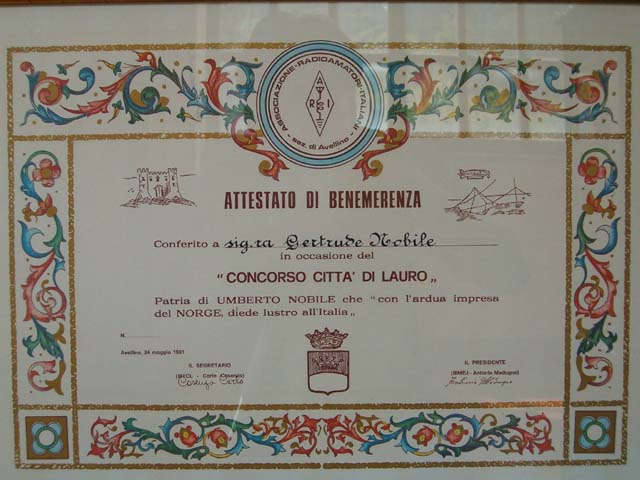 ASSOCIAZIONE · RADIOAMATORI · ITALIANI
sez. di Avellino
A
R I
ATTESTATO DI BENEMERENZA
Conferito a sig.ra Gertrude Nobile
in occasione del
" CONCORSO CITTA' DI LAURO „
Patria di UMBERTO NOBILE che " con l'ardua impresa
del NORGE, diede lustro all'Italia „
N.
Avellino, 24 maggio 1981
IL SEGRETARIO
IL PRESIDENTE